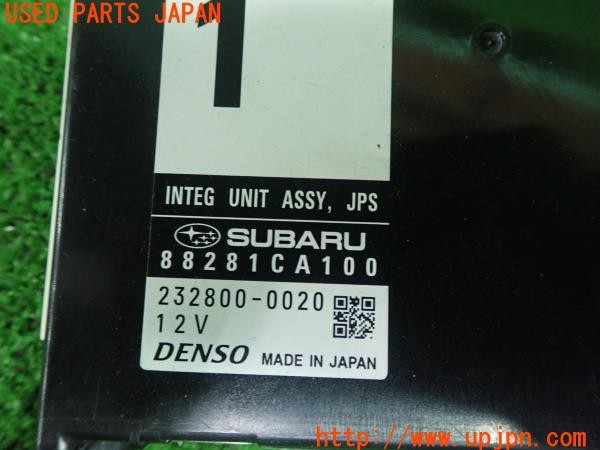 USED PARTS JAPAN
1
INTEG UNIT ASSY, JPS
SUBARU
88281CA100
232800-0020
12V
DENSO MADE IN JAPAN
http://www.upjpn.com